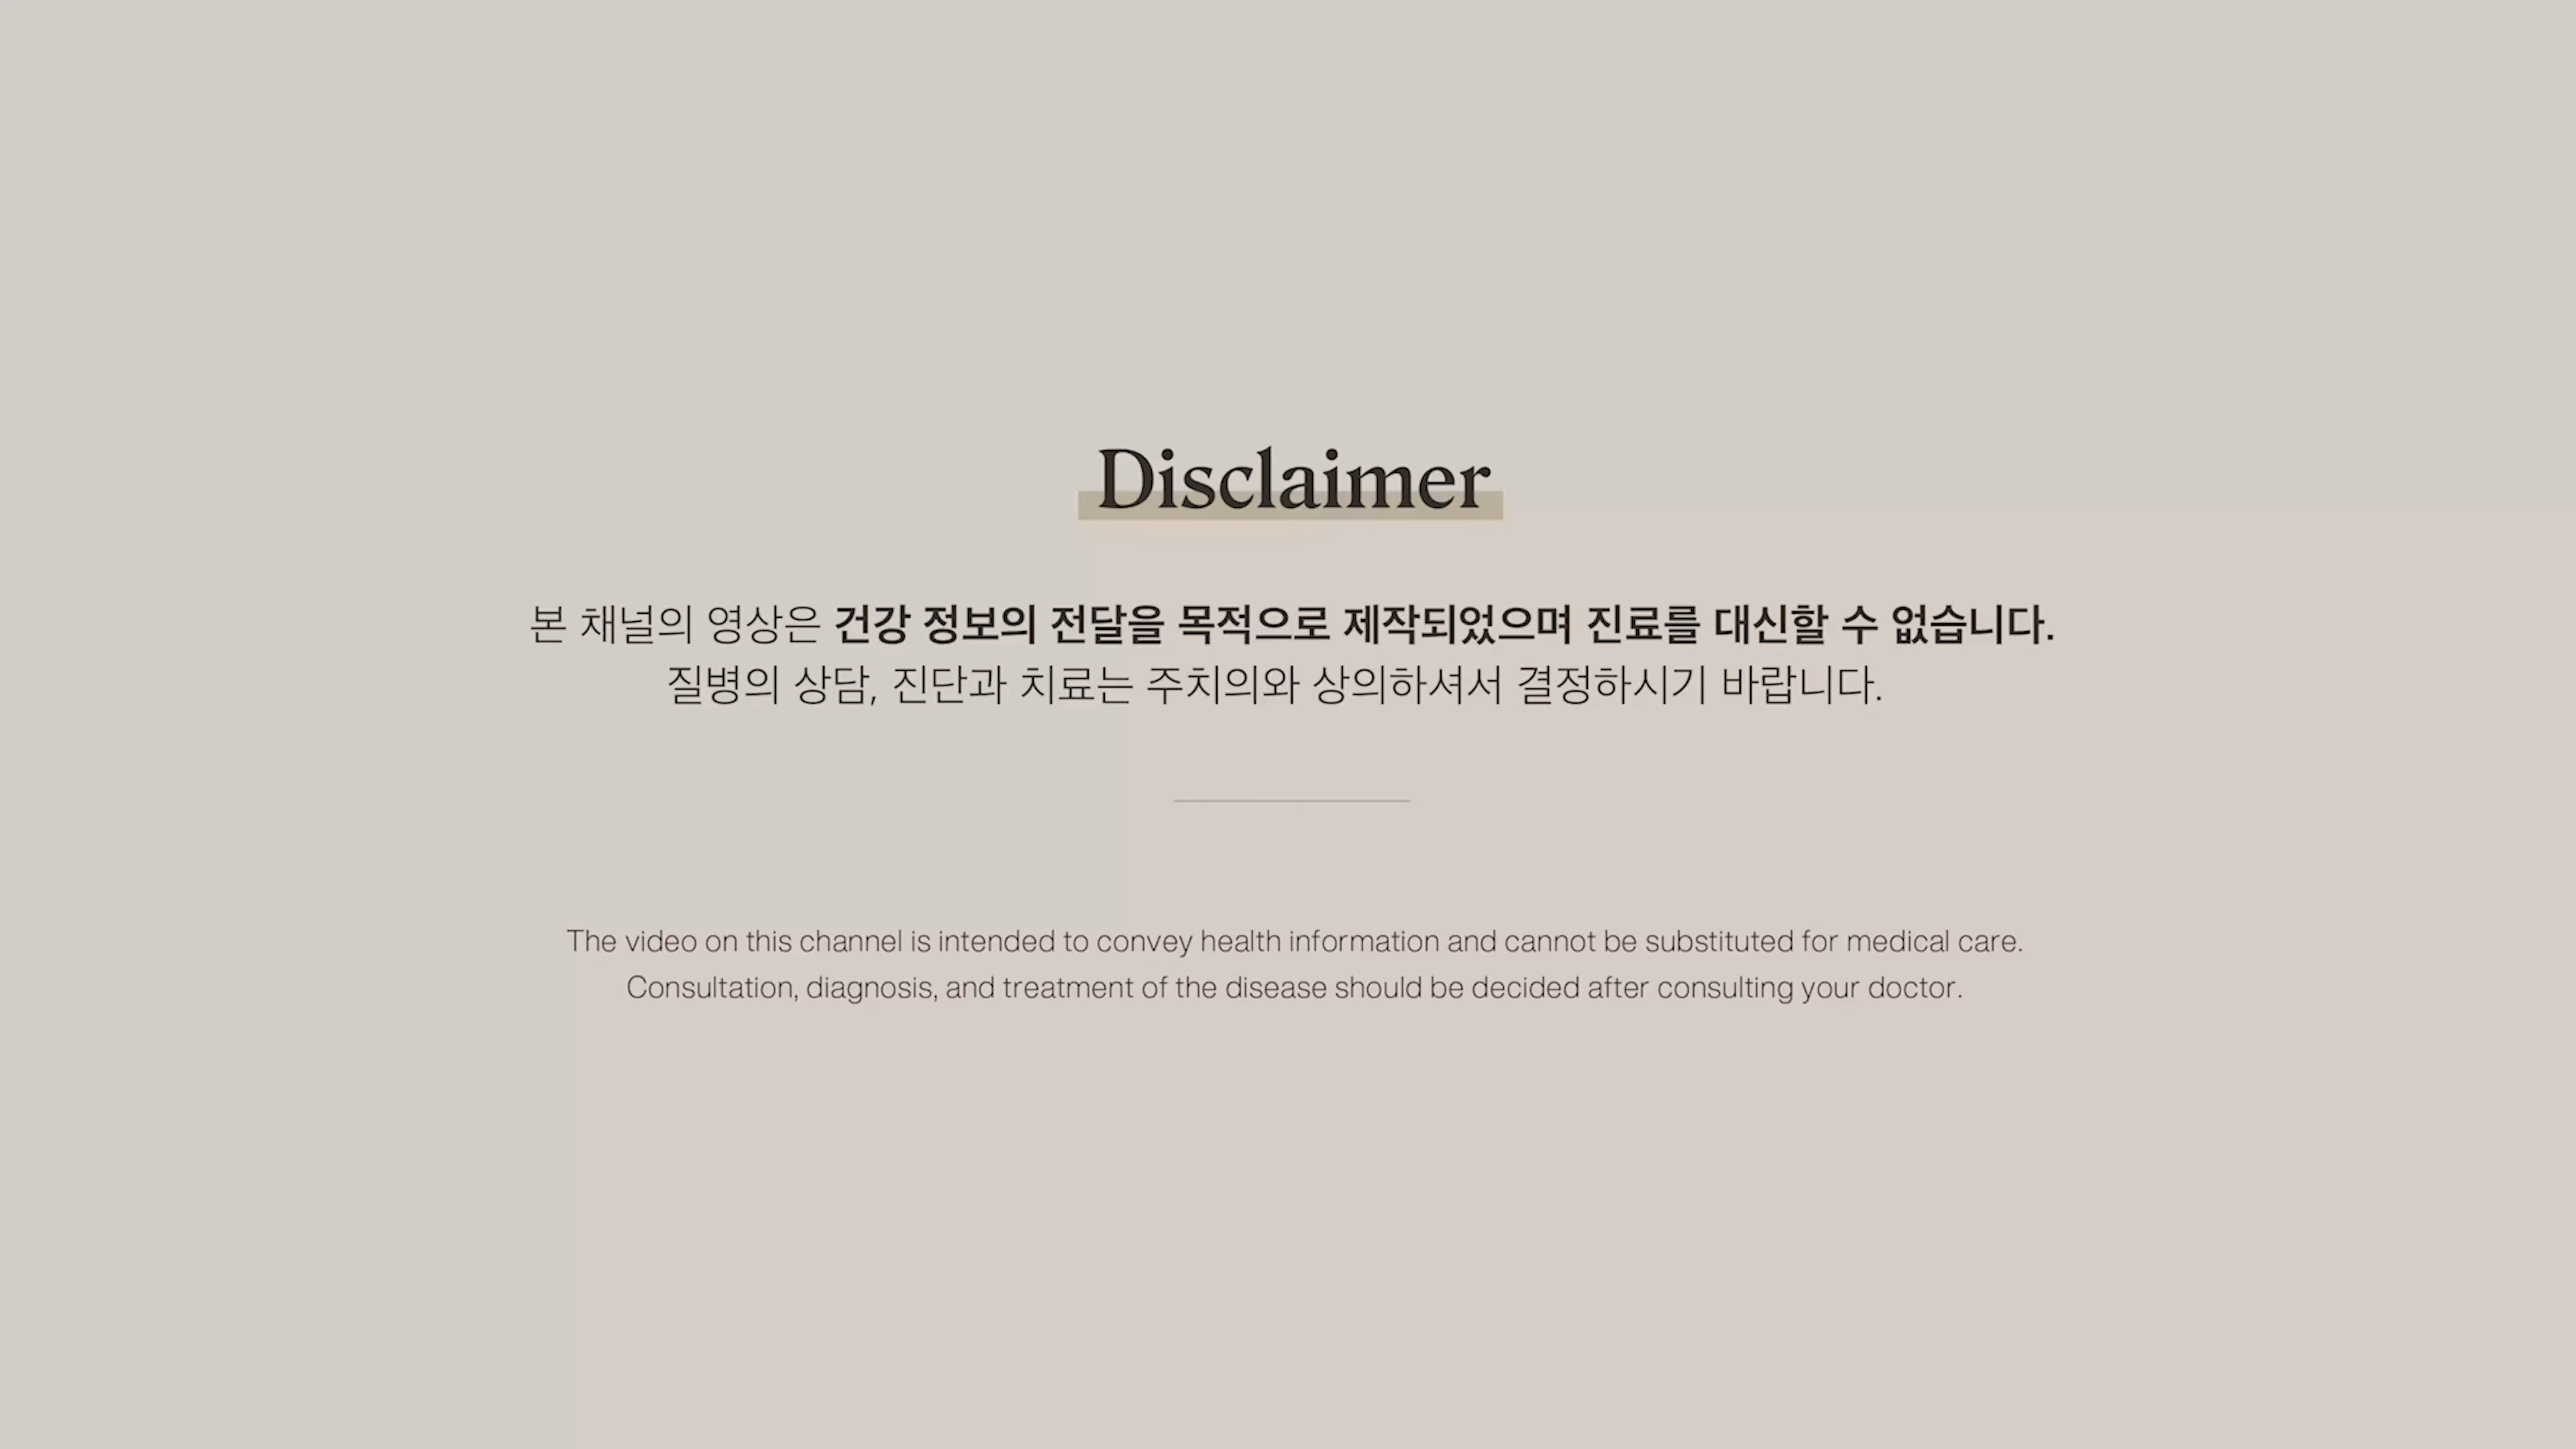 Disclaimer
본 채널의 영상은 건강 정보의 전달을 목적으로 제작되었으며 진료를 대신할 수 없습니다.
질병의 상담, 진단과 치료는 주치의와 상의하셔서 결정하시기 바랍니다.
The video on this channel is intended to convey health information and cannot be substituted for medical care.
Consultation, diagnosis, and treatment of the disease should be decided after consulting your doctor.